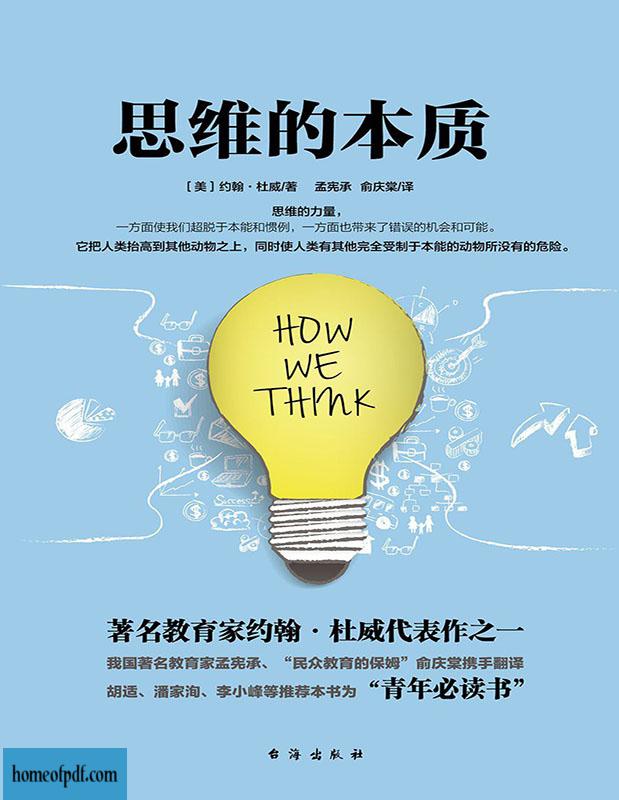 思维的本质
［美］约翰·杜威/著 孟宪承 俞庆棠/译
思维的力量，
一方面使我们超脱于本能和惯例，一方面也带来了错误的机会和可能。
它把人类抬高到其他动物之上，同时使人类有其他完全受制于本能的动物所没有的危险。
HOW
WE
THINK
Success
著名教育家约翰·杜威代表作之一
我国著名教育家孟宪承、“民众教育的保姆”俞庆棠携手翻译
胡适、潘家洵、李小峰等推荐本书为“青年必读书”
台海出版社
homeofpdf.com